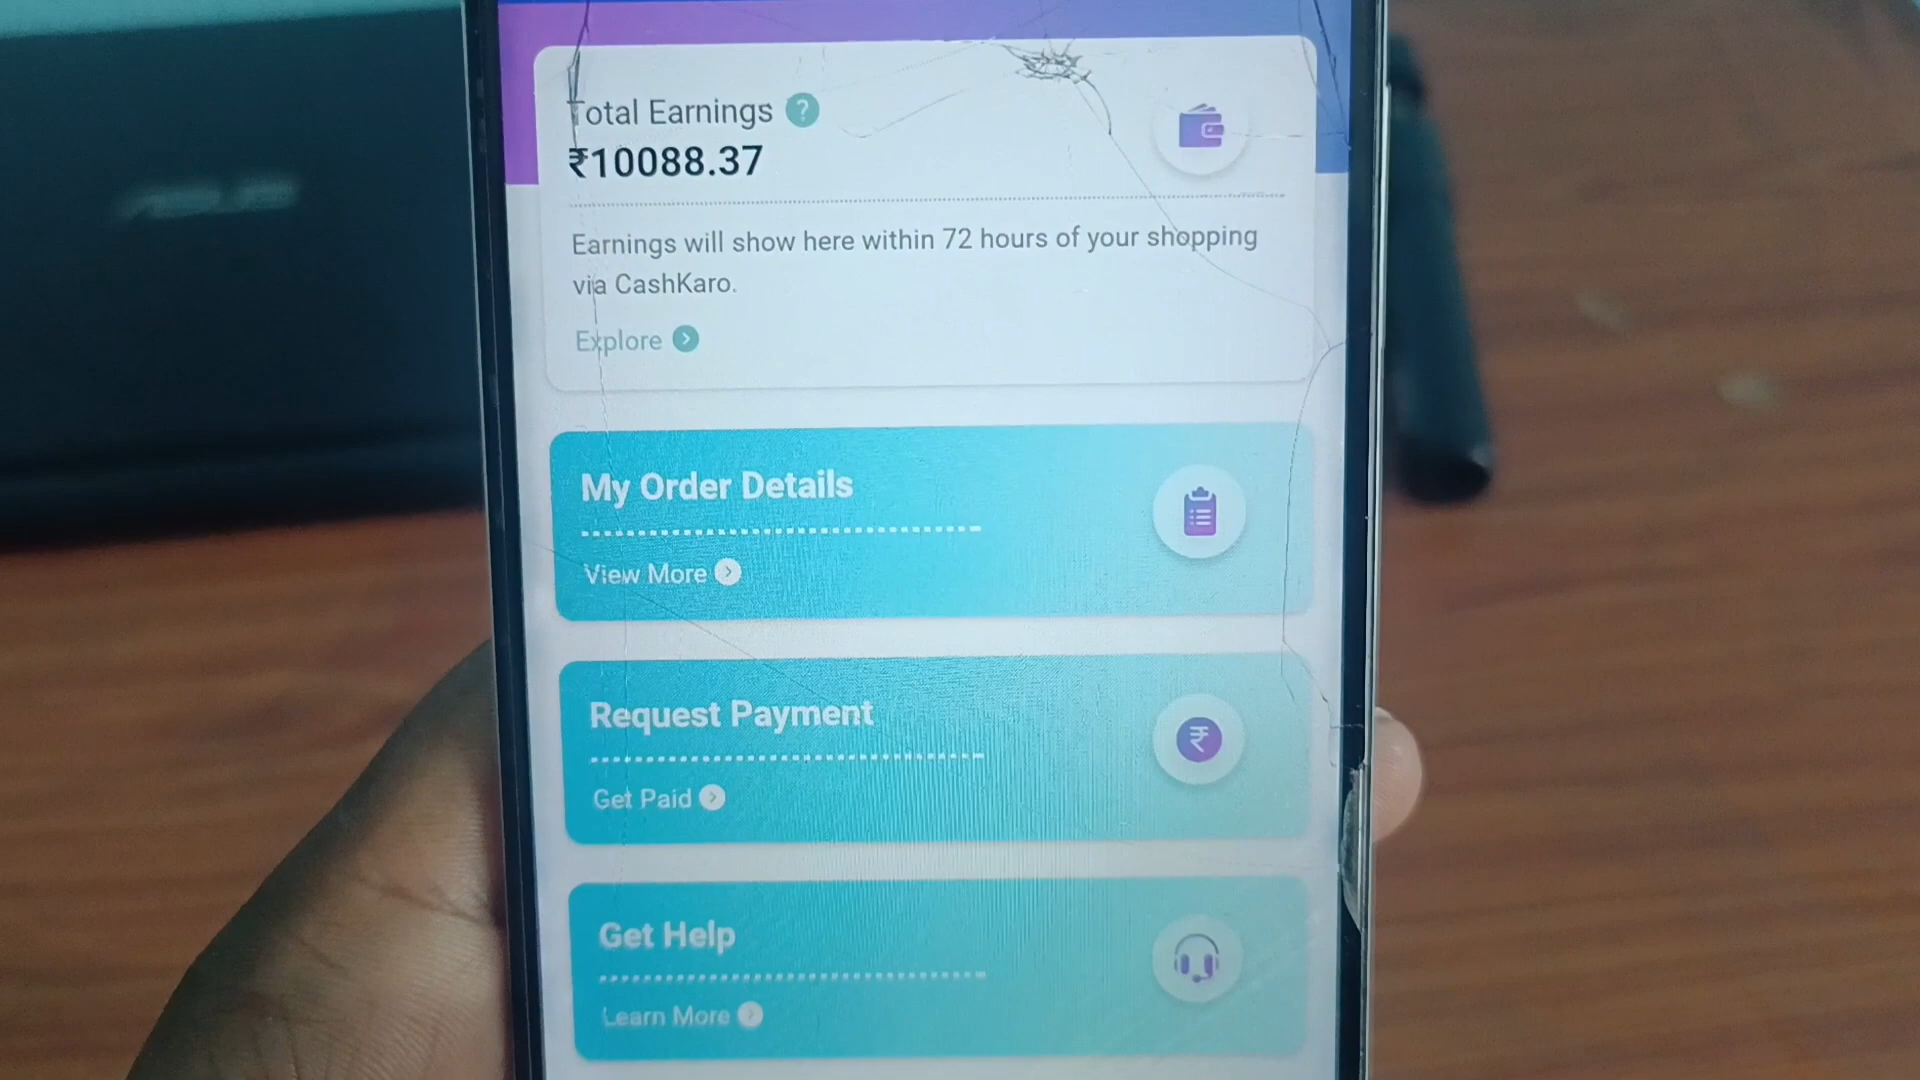 Total Earnings ?
₹10088.37
Earnings will show here within 72 hours of your shopping
via CashKaro.
Explore
My Order Details
View More
Request Payment
₹
Get Paid
Get Help
Learn More